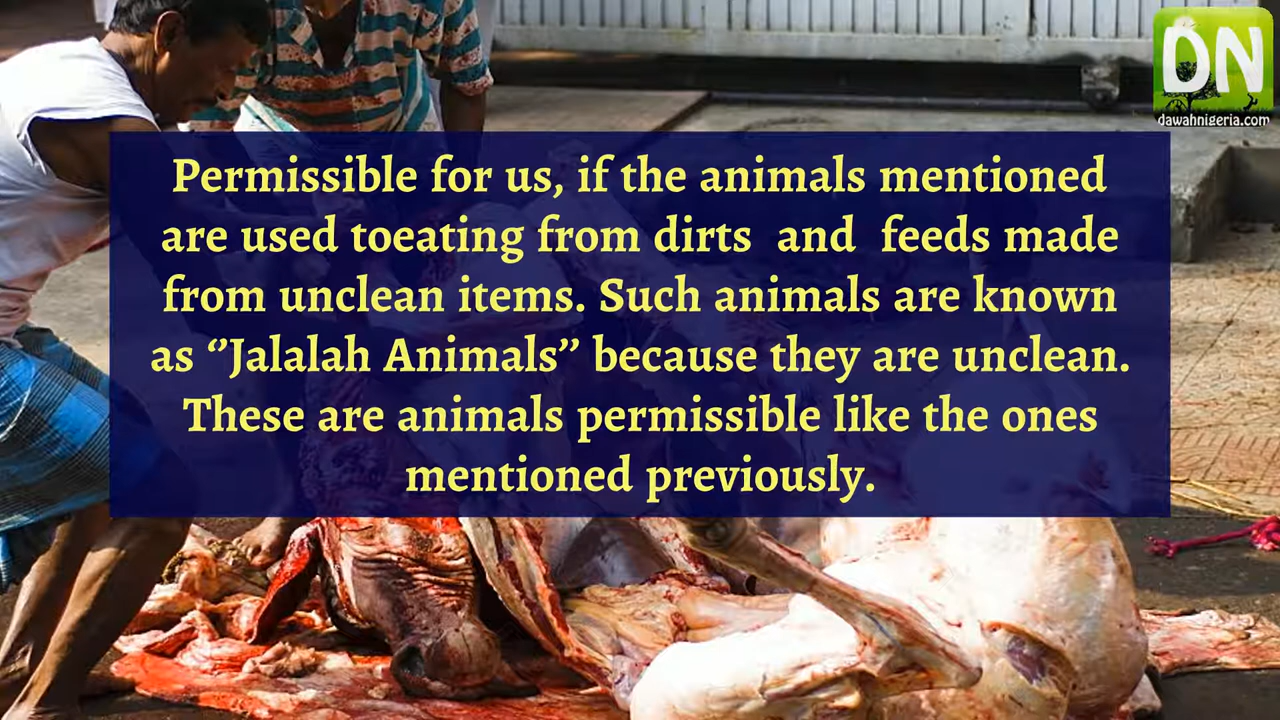 DN
dawahnigeria.com
Permissible for us, if the animals mentioned
are used toeating from dirts and feeds made
from unclean items. Such animals are known
as ‘’Jalalah Animals’’ because they are unclean.
These are animals permissible like the ones
mentioned previously.